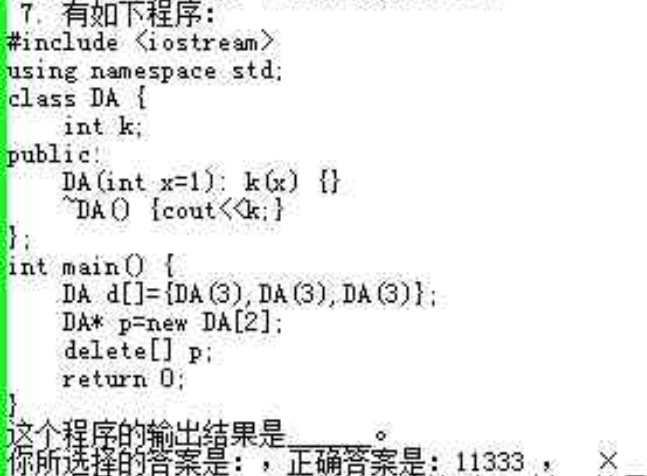 7. 有如下程序:
#include <iostream>
using namespace std;
class DA {
int k;
public:
DA(int x=1): k(x) {}
~DA() {cout<<k;}
};
int main() {
DA d[]={DA(3),DA(3),DA(3)};
DA* p=new DA[2];
delete[] p;
return 0;
}
这个程序的输出结果是______。
你所选择的答案是: ,正确答案是: 11333 , ×